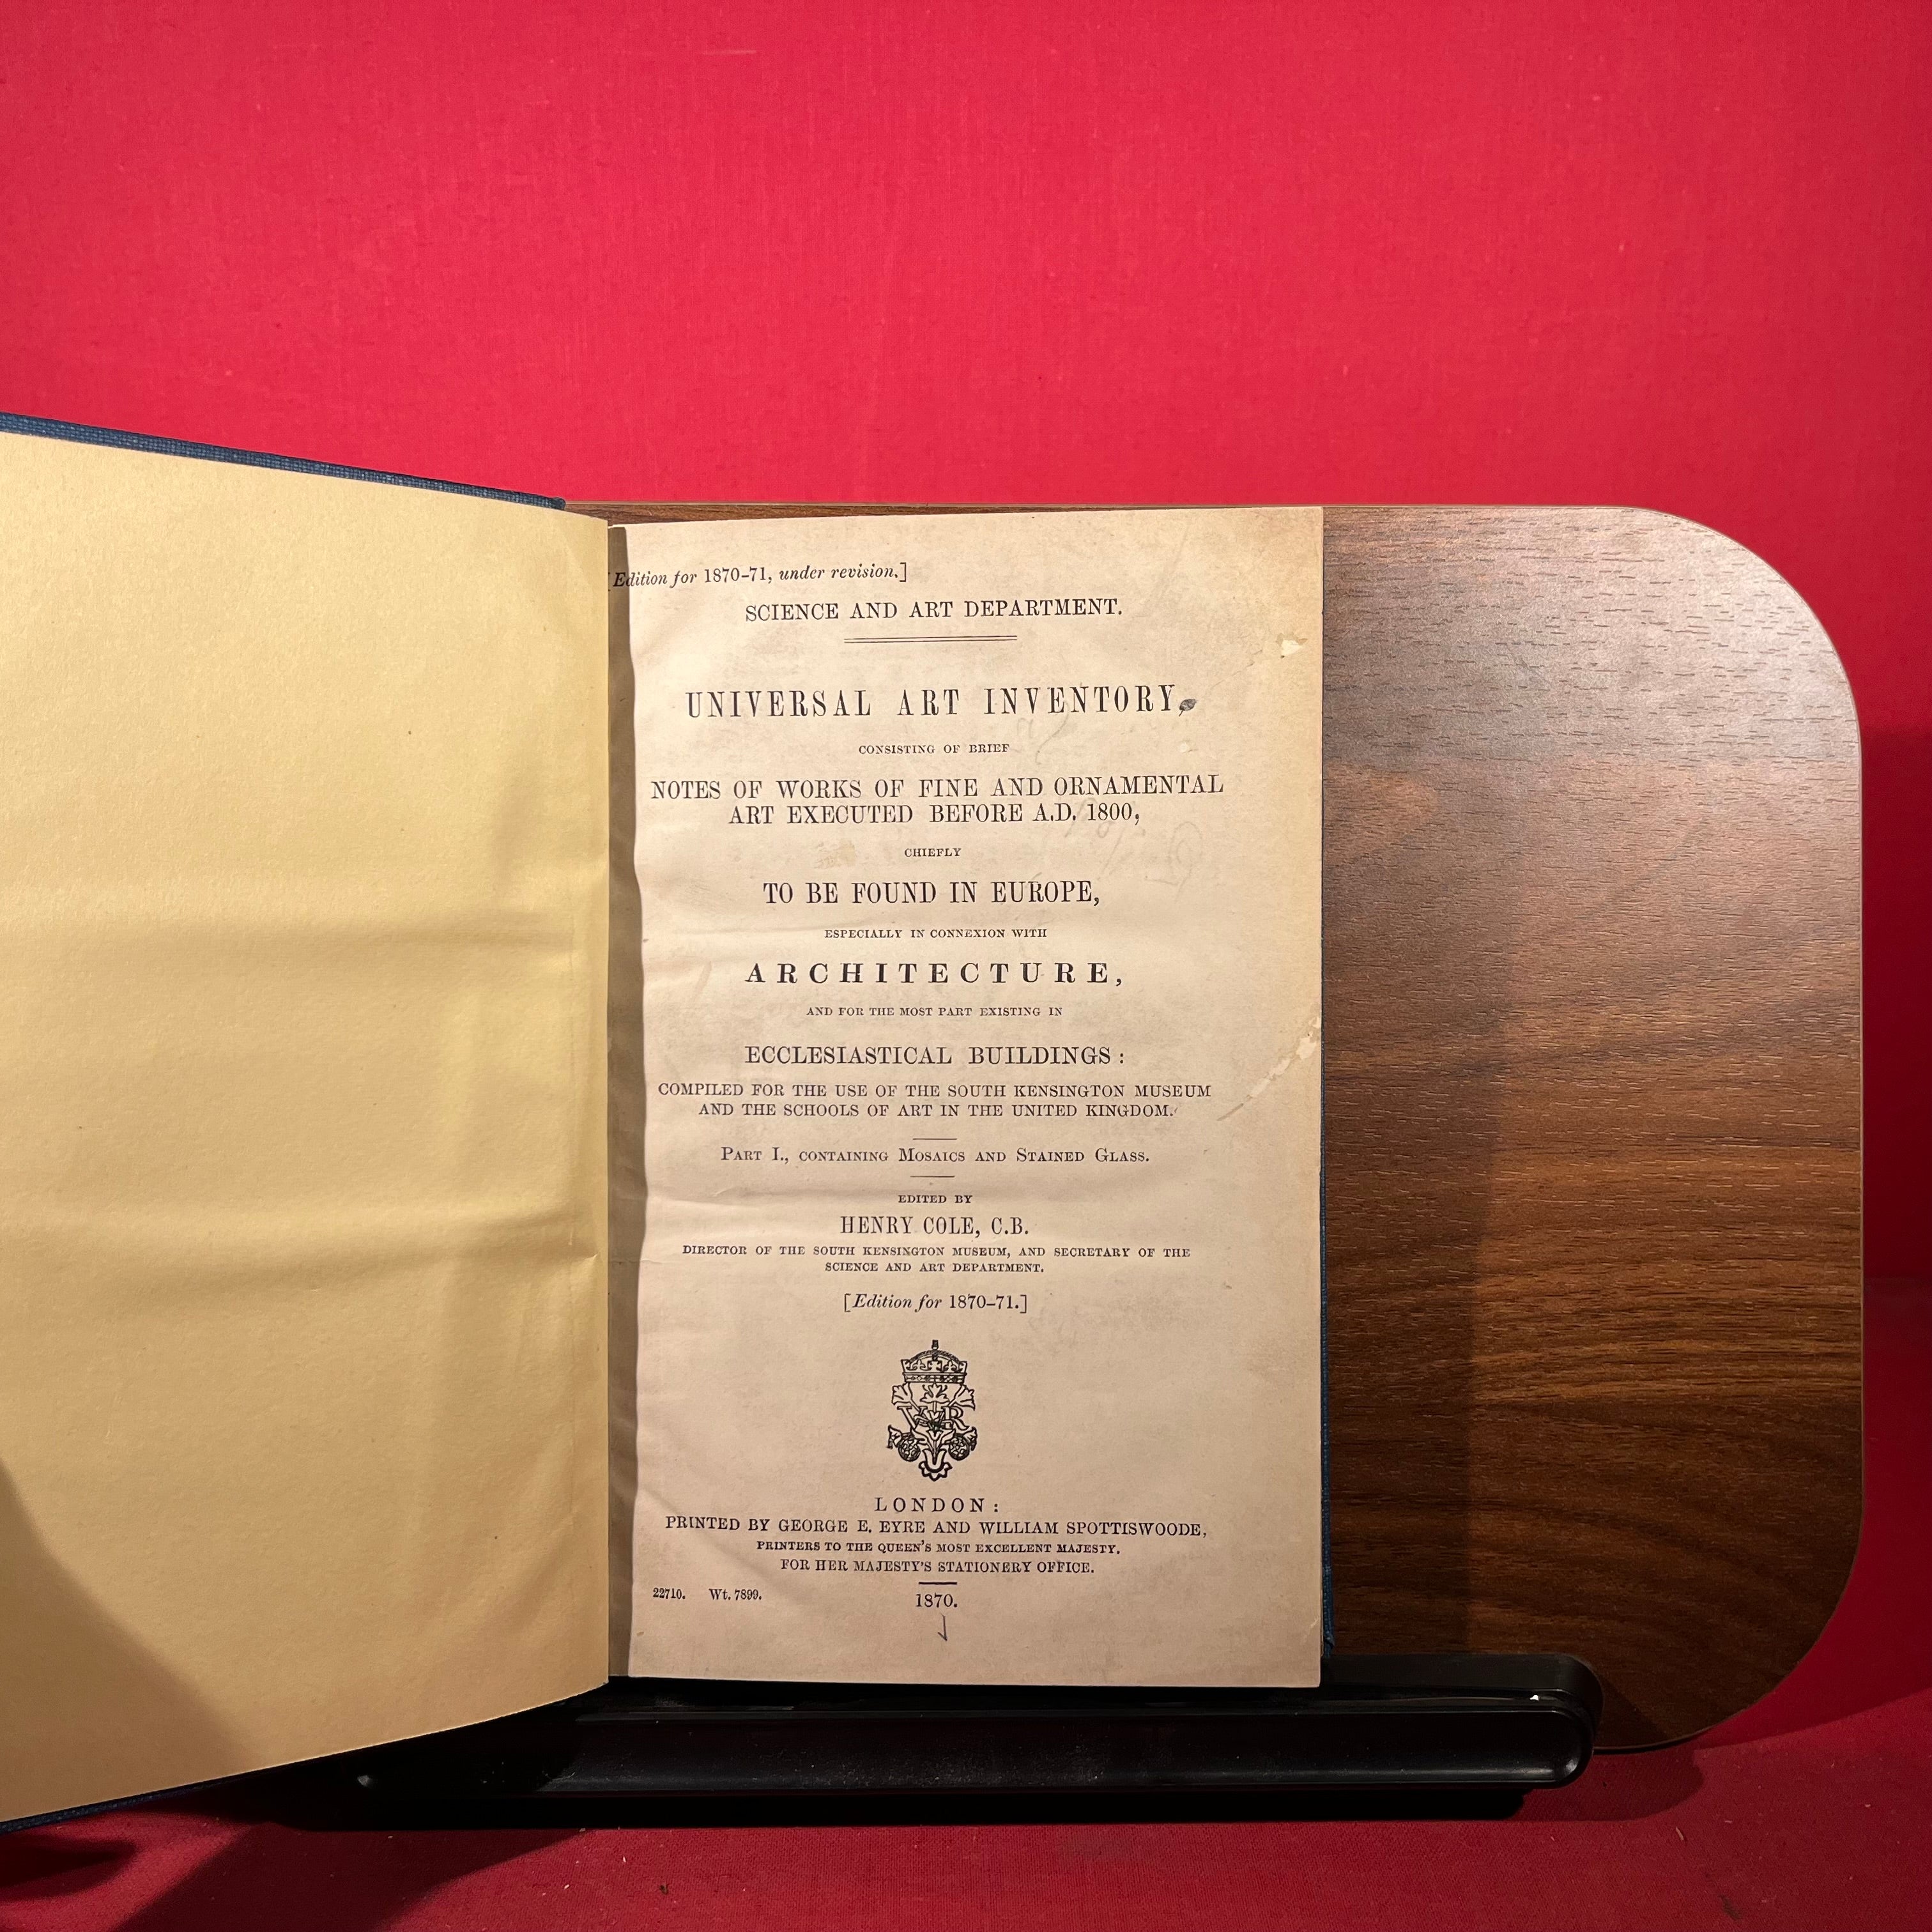 [Edition for 1870-71, under revision.]
SCIENCE AND ART DEPARTMENT.
UNIVERSAL ART INVENTORY,
CONSISTING OF BRIEF
NOTES OF WORKS OF FINE AND ORNAMENTAL
ART EXECUTED BEFORE A.D. 1800,
CHIEFLY
TO BE FOUND IN EUROPE,
ESPECIALLY IN CONNEXION WITH
ARCHITECTURE,
AND FOR THE MOST PART EXISTING IN
ECCLESIASTICAL BUILDINGS:
COMPILED FOR THE USE OF THE SOUTH KENSINGTON MUSEUM
AND THE SCHOOLS OF ART IN THE UNITED KINGDOM.
PART I., CONTAINING MOSAICS AND STAINED GLASS.
EDITED BY
HENRY COLE, C.B.
DIRECTOR OF THE SOUTH KENSINGTON MUSEUM, AND SECRETARY OF THE
SCIENCE AND ART DEPARTMENT.
[Edition for 1870-71.]
V R
LONDON:
PRINTED BY GEORGE E. EYRE AND WILLIAM SPOTTISWOODE,
PRINTERS TO THE QUEEN'S MOST EXCELLENT MAJESTY.
FOR HER MAJESTY'S STATIONERY OFFICE.
22710. Wt. 7899.
1870.